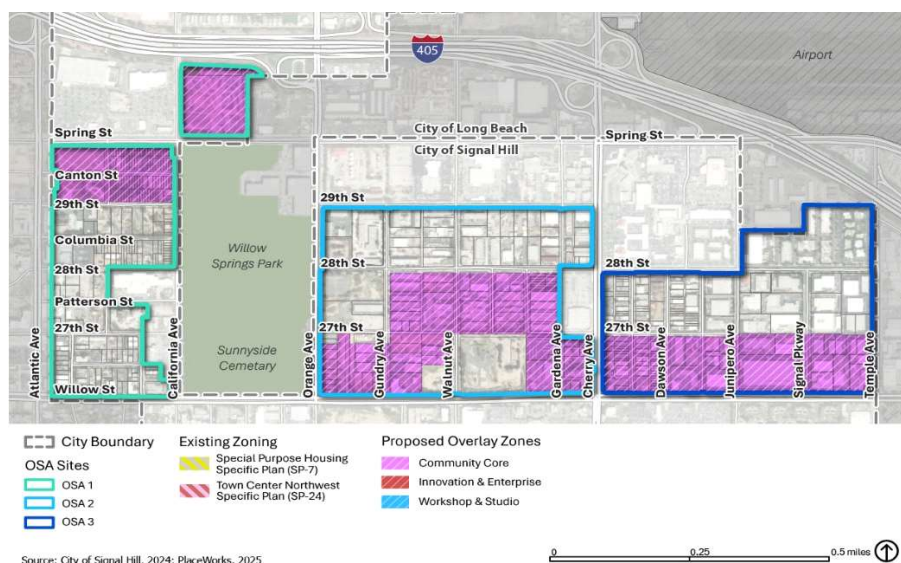 405
Airport
City of Long Beach
Spring St
Spring St
City of Signal Hill
Canton St
29th St
29th St
Columbia St
Willow
Springs Park
28th St
28th St
28th St
Patterson St
27th St
27th St
27th St
Sunnyside
Cemetery
Willow St
Atlantic Ave
California Ave
Orange Ave
Gundry Ave
Walnut Ave
Gardena Ave
Cherry Ave
Dawson Ave
Junipero Ave
Signal Pkway
Temple Ave
City Boundary
OSA Sites
OSA 1
OSA 2
OSA 3
Existing Zoning
Special Purpose Housing
Specific Plan (SP-7)
Town Center Northwest
Specific Plan (SP-24)
Proposed Overlay Zones
Community Core
Innovation & Enterprise
Workshop & Studio
Source: City of Signal Hill, 2024; PlaceWorks, 2025
0 0.25 0.5 miles